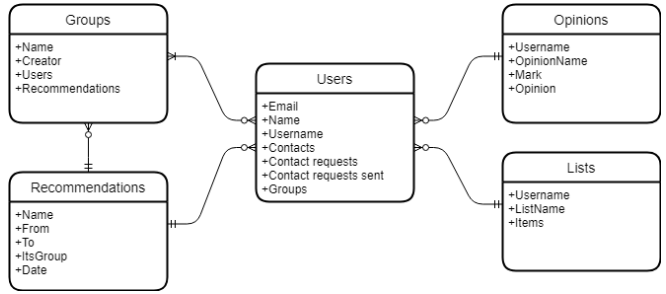 Groups
+Name
+Creator
+Users
+Recommendations
Recommendations
+Name
+From
+To
+ItsGroup
+Date
Users
+Email
+Name
+Username
+Contacts
+Contact requests
+Contact requests sent
+Groups
Opinions
+Username
+OpinionName
+Mark
+Opinion
Lists
+Username
+ListName
+Items